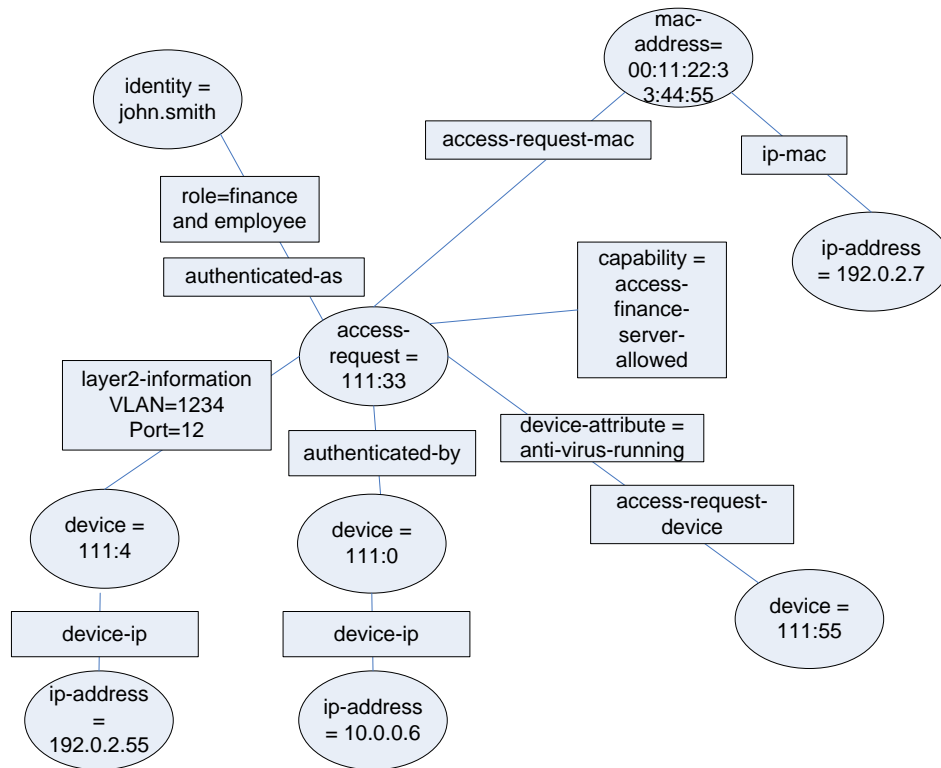 mac-
address=
00:11:22:3
3:44:55
identity =
john.smith
access-request-mac
ip-mac
role=finance
and employee
ip-address
= 192.0.2.7
authenticated-as
capability =
access-
finance-
server-
allowed
access-
request =
111:33
layer2-information
VLAN=1234
Port=12
device-attribute =
anti-virus-running
authenticated-by
access-request-
device
device =
111:4
device =
111:0
device =
111:55
device-ip
device-ip
ip-address
=
192.0.2.55
ip-address
= 10.0.0.6